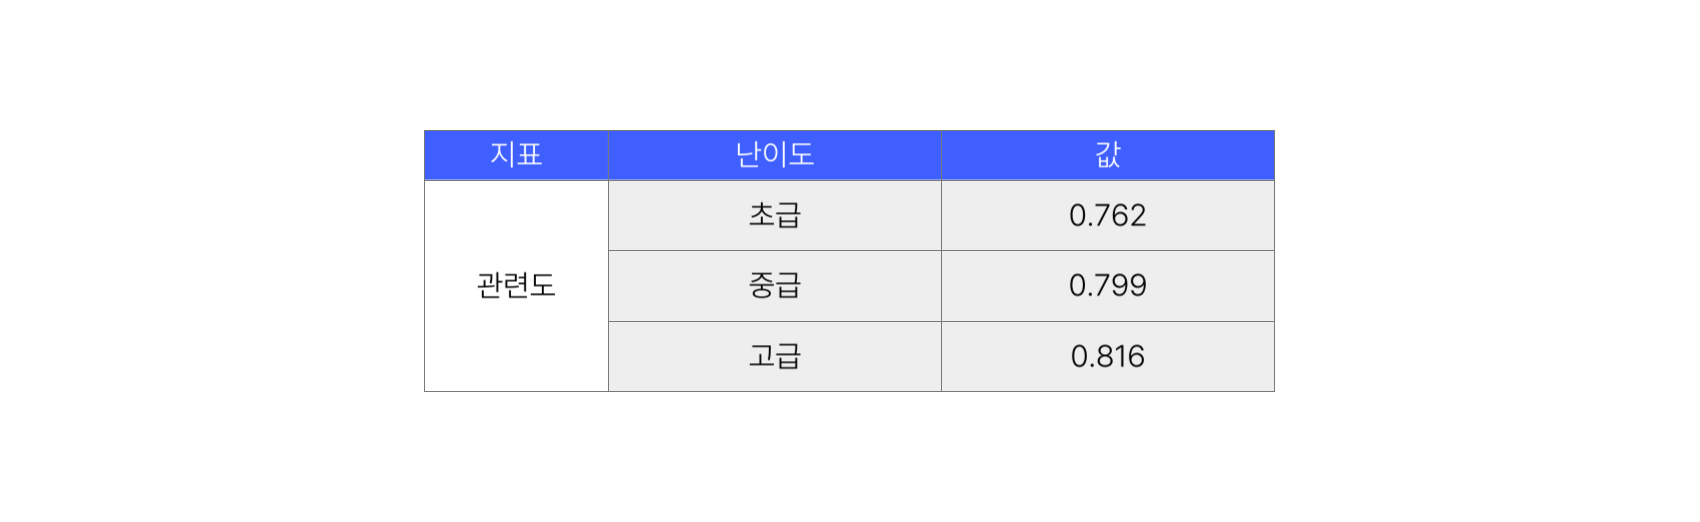 지표 난이도 값
초급 0.762
관련도 중급 0.799
고급 0.816